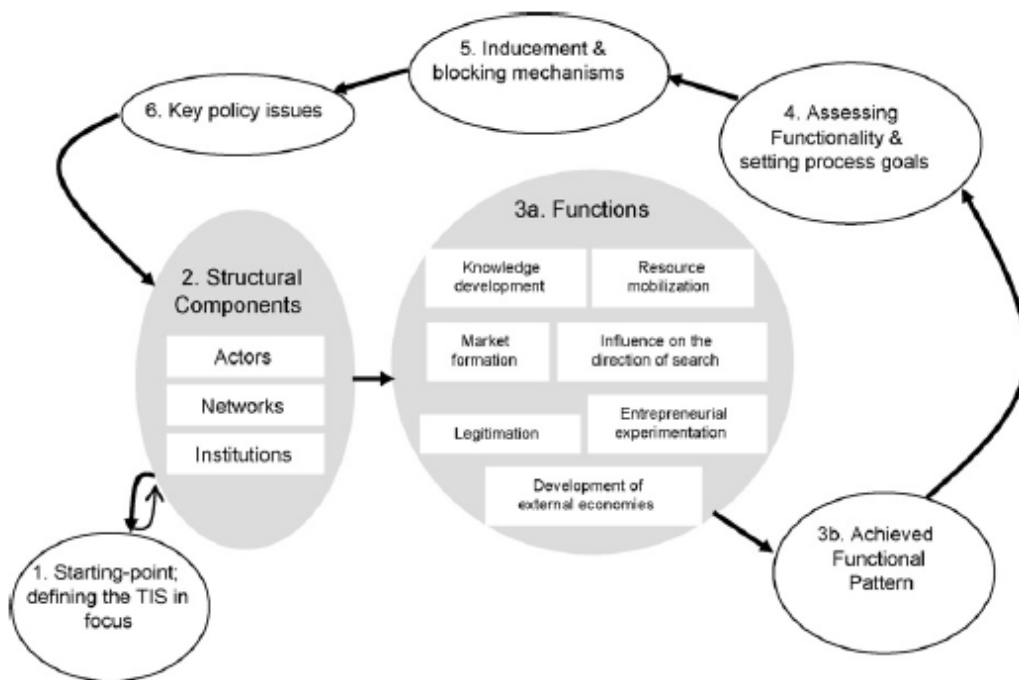 5. Inducement &
blocking mechanisms
6. Key policy issues
4. Assessing
Functionality &
setting process goals
3a. Functions
Knowledge
development
Resource
mobilization
2. Structural
Components
Market
formation
Influence on the
direction of search
Actors
Networks
Institutions
Legitimation
Entrepreneurial
experimentation
Development of
external economies
3b. Achieved
Functional
Pattern
1. Starting-point;
defining the TIS in
focus